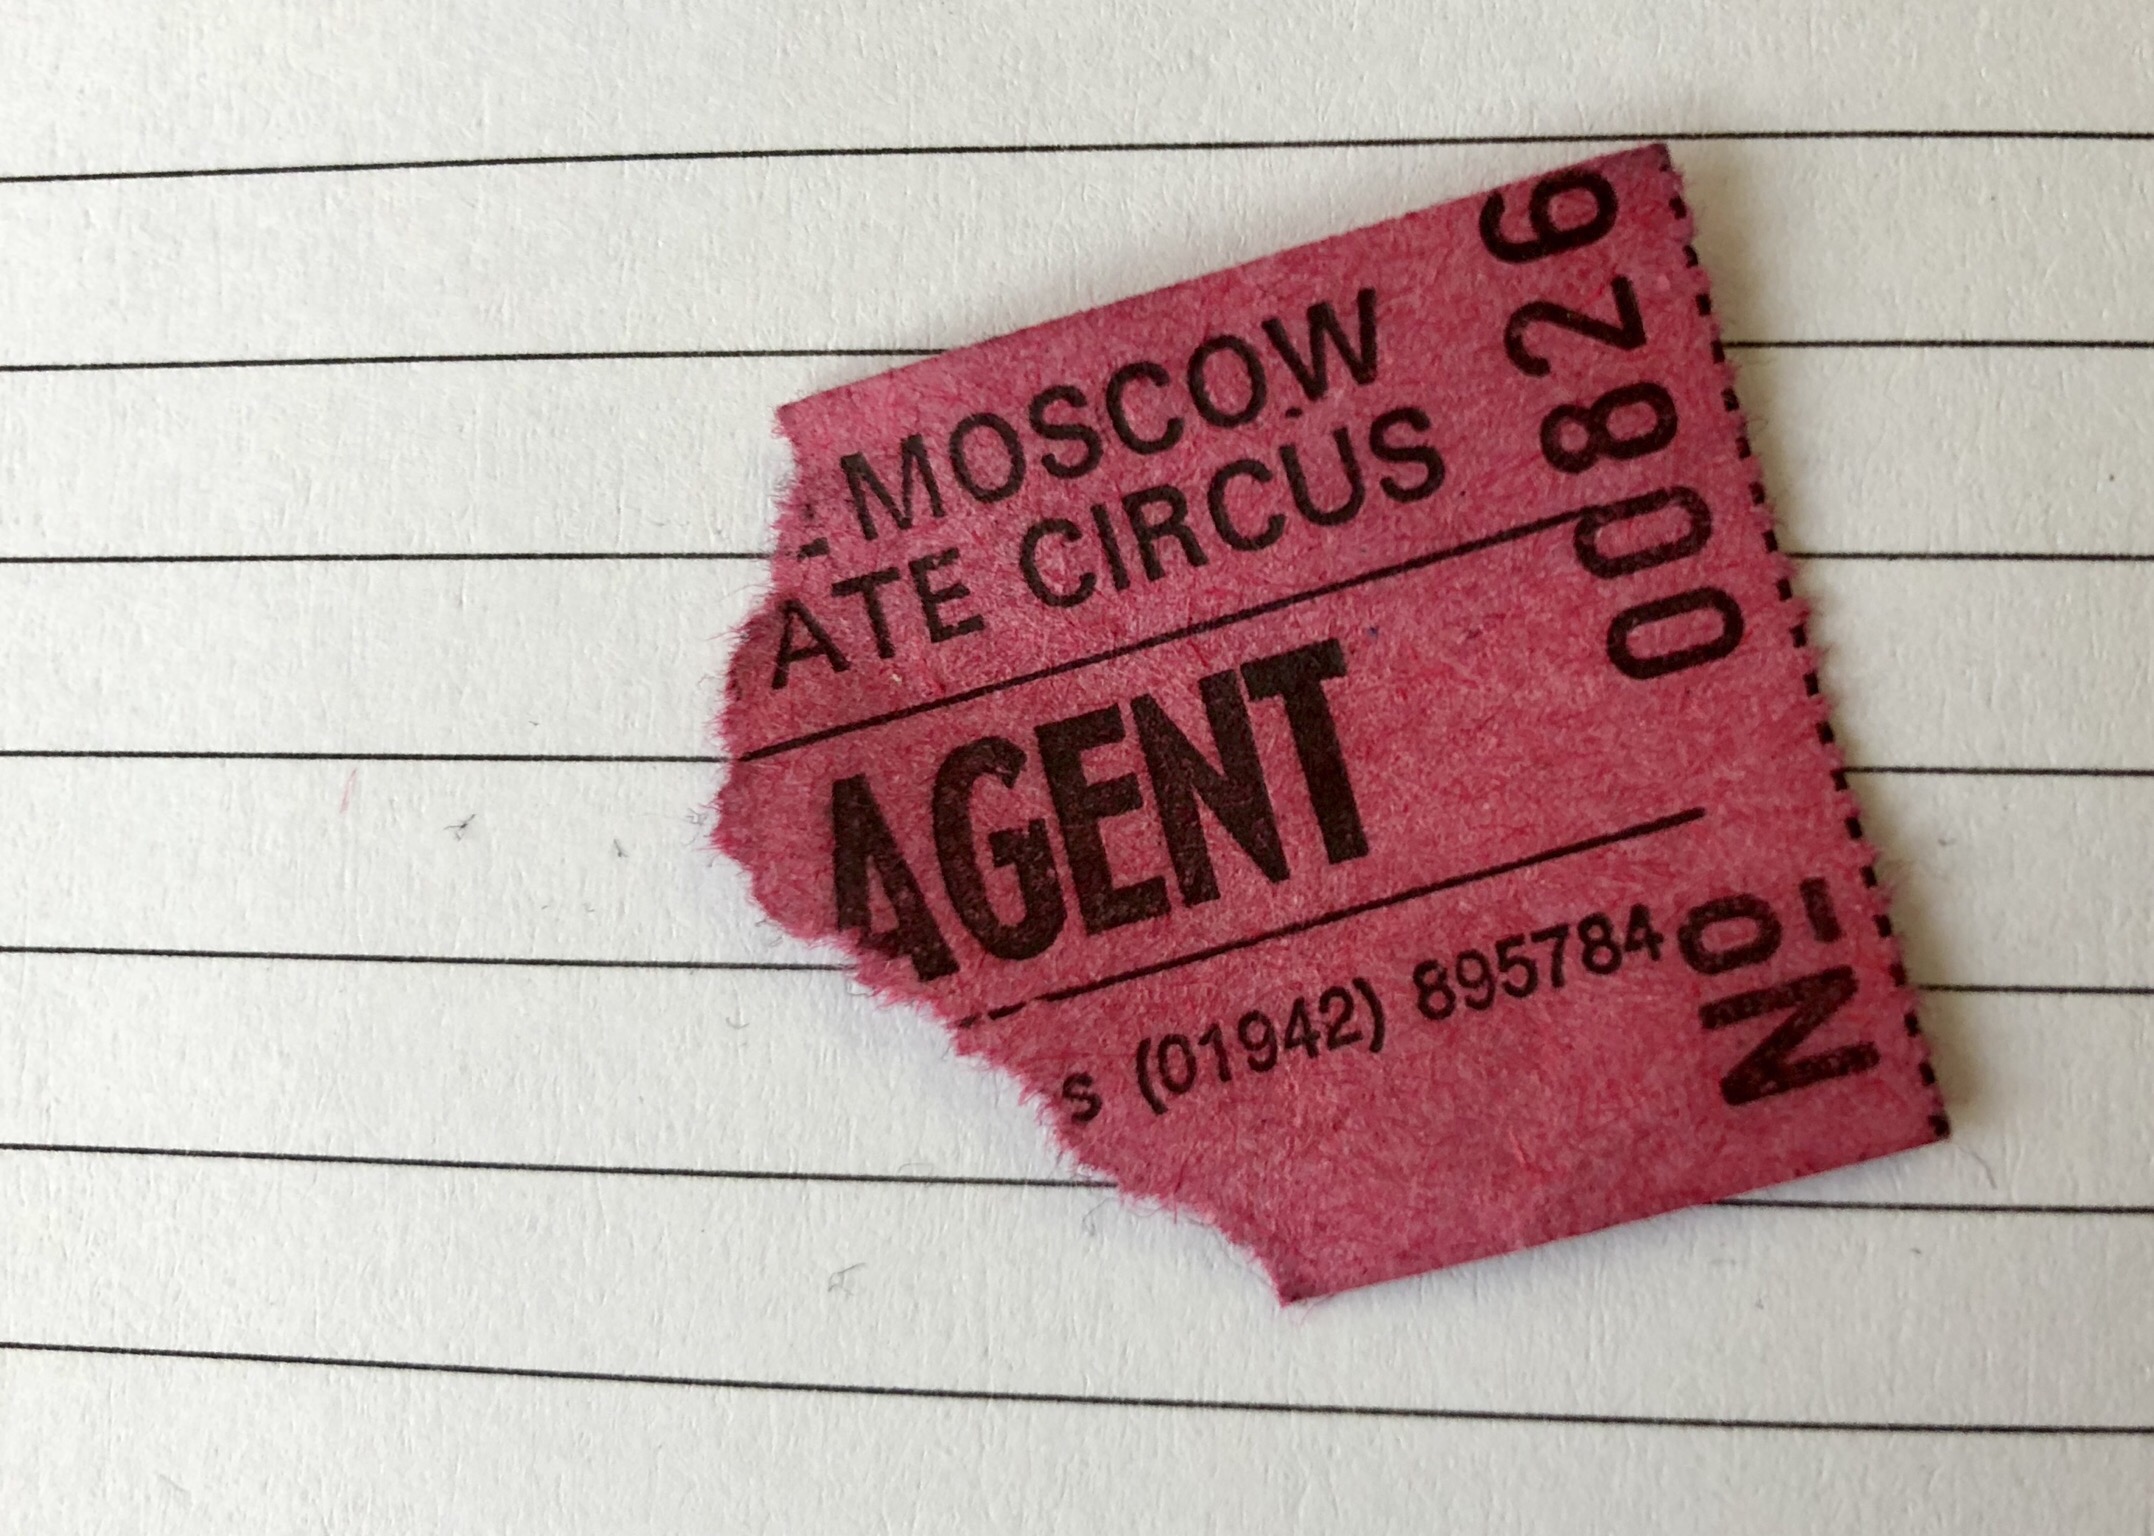 MOSCOW
ATE CIRCUS
AGENT
s (01942) 895784
No 00826